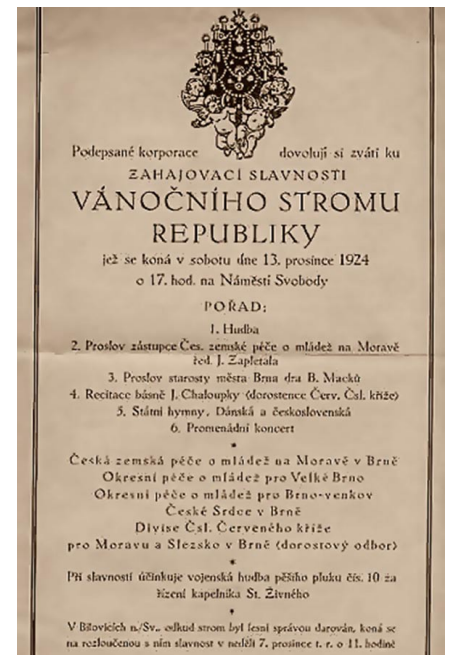 Podepsané korporace dovolují si zváti ku
ZAHAJOVACÍ SLAVNOSTI
VÁNOČNÍHO STROMU
REPUBLIKY
jež se koná v sobotu dne 13. prosince 1924
o 17. hod. na Náměstí Svobody
POŘAD:
1. Hudba
2. Proslov zástupce Čes. zemské péče o mládež na Moravě
řed. J. Zapletala
3. Proslov starosty města Brna dra B. Macků
4. Recitace básně J. Chaloupky (dorostence Červ. Čsl. kříže)
5. Státní hymny, Dánská a československá
6. Promenádní koncert
Česká zemská péče o mládež na Moravě v Brně
Okresní péče o mládež pro Velké Brno
Okresní péče o mládež pro Brno-venkov
České Srdce v Brně
Divise Čsl. Červeného kříže
pro Moravu a Slezsko v Brně (dorostový odbor)
Při slavnosti účinkuje vojenská hudba pěšího pluku čís. 10 za
řízení kapelníka St. Živného
V Bílovicích n./Sv., odkud strom byl lesní správou darován, koná se
na rozloučenou s ním slavnost v neděli 7. prosince t. r. o 11. hodině